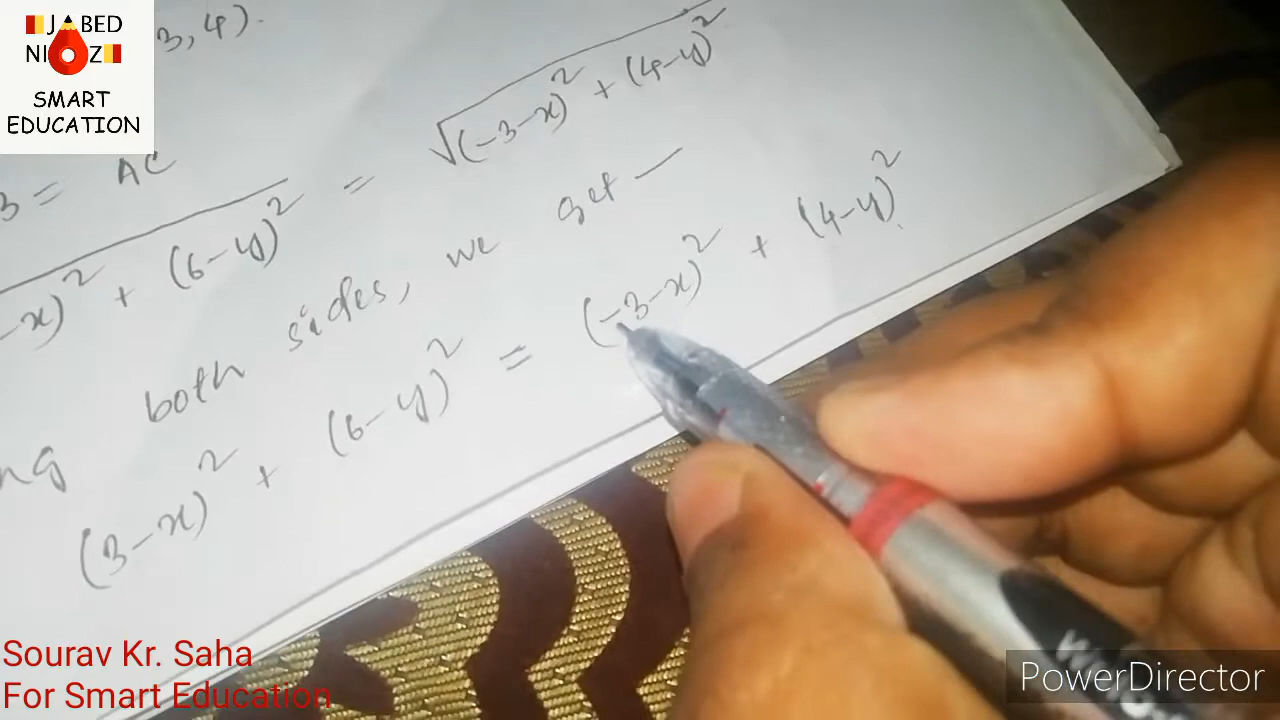 JABED
NIOZ
SMART
EDUCATION
3, 4).
3 = AC
-x)² + (6-y)² = √(-3-x)² + (4-y)²
both sides, we get —
(3-x)² + (6-y)² = (-3-x)² + (4-y)²
Sourav Kr. Saha
For Smart Education
PowerDirector